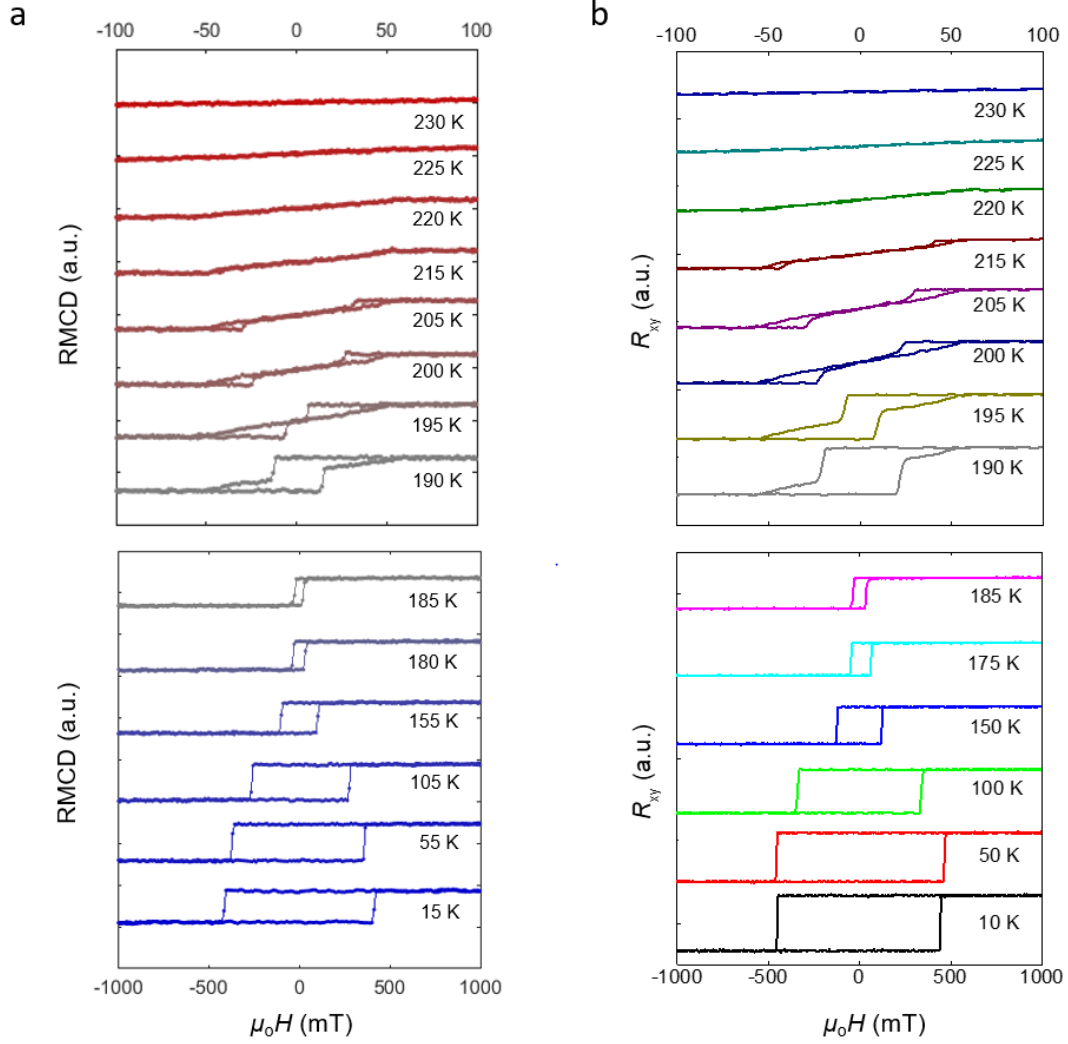 a
-100 -50 0 50 100
RMCD (a.u.)
230 K
225 K
220 K
215 K
205 K
200 K
195 K
190 K
RMCD (a.u.)
185 K
180 K
155 K
105 K
55 K
15 K
-1000 -500 0 500 1000
μ₀H (mT)
b
-100 -50 0 50 100
Rxy (a.u.)
230 K
225 K
220 K
215 K
205 K
200 K
195 K
190 K
Rxy (a.u.)
185 K
175 K
150 K
100 K
50 K
10 K
-1000 -500 0 500 1000
μ₀H (mT)